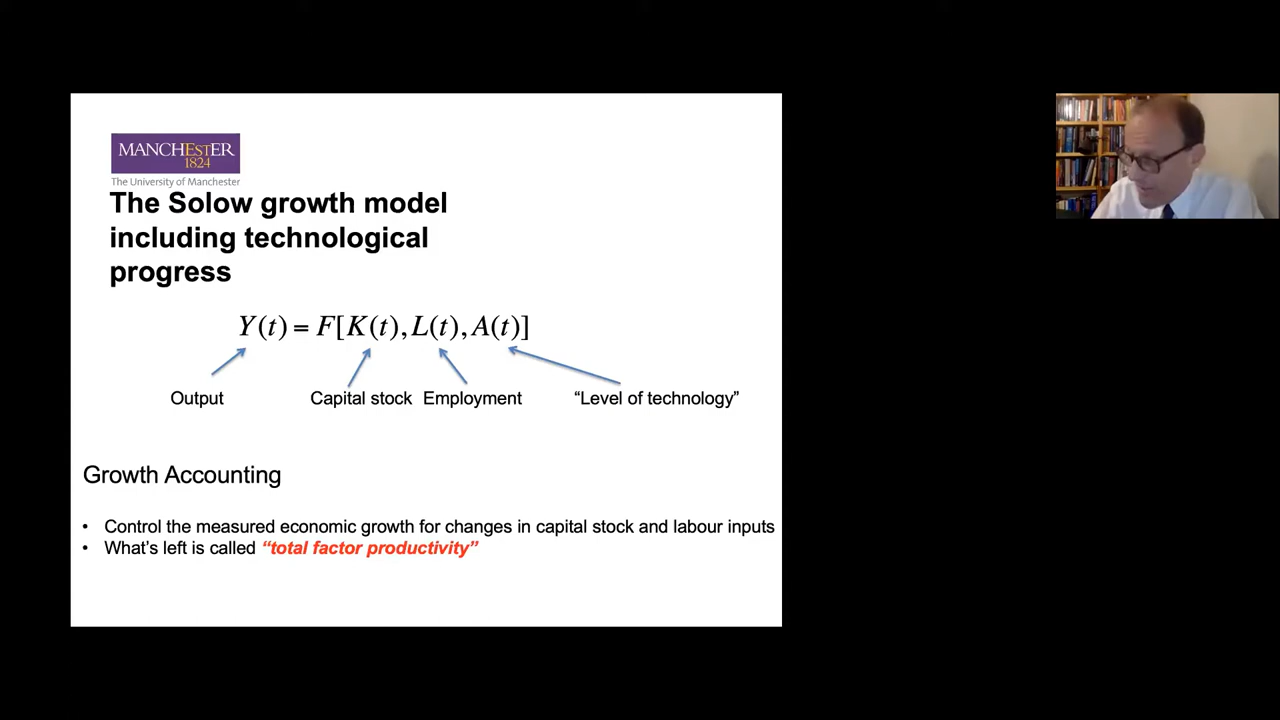 MANCHEsTER
1824
The University of Manchester
The Solow growth model
including technological
progress
Y(t) = F[K(t), L(t), A(t)]
Output Capital stock Employment “Level of technology”
Growth Accounting
• Control the measured economic growth for changes in capital stock and labour inputs
• What’s left is called “total factor productivity”